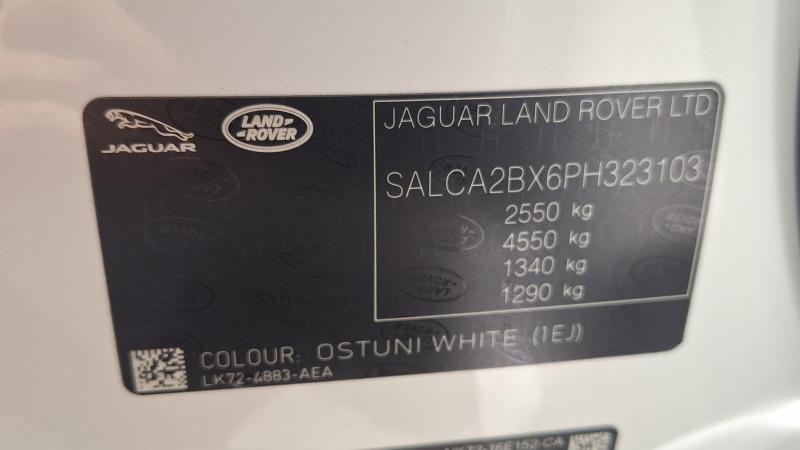 JAGUAR
LAND-
-ROVER
JAGUAR LAND ROVER LTD
SALCA2BX6PH323103
2550 kg
4550 kg
1340 kg
1290 kg
COLOUR: OSTUNI WHITE (1EJ)
LK72-4883-AEA